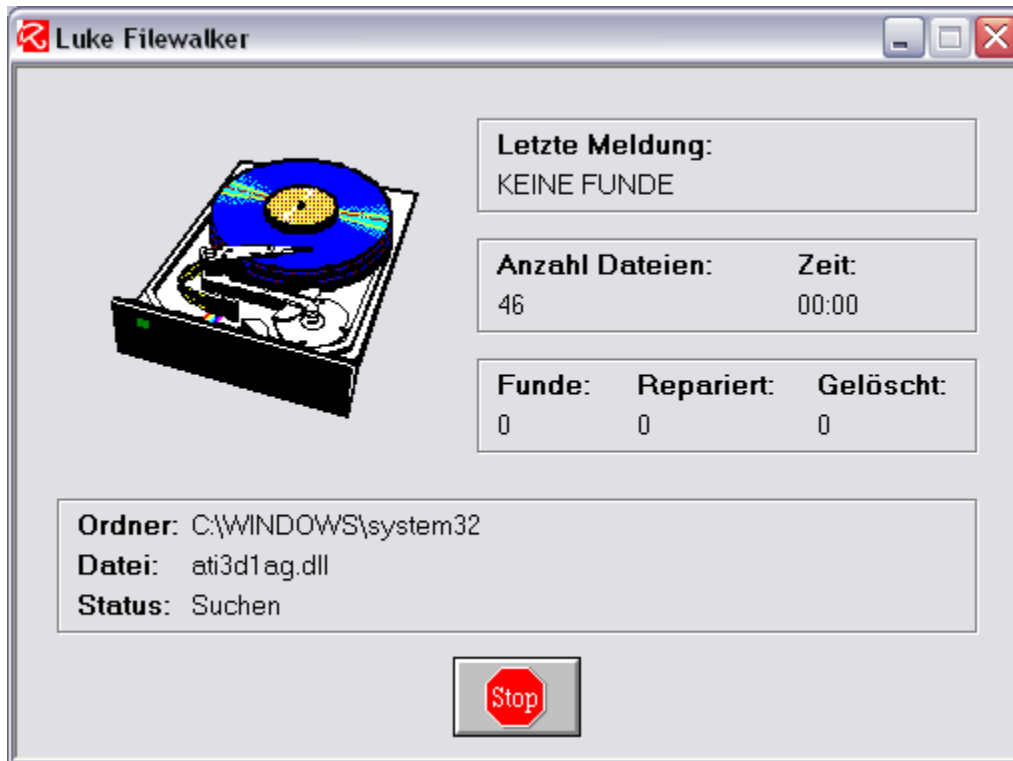 Luke Filewalker
Letzte Meldung:
KEINE FUNDE
Anzahl Dateien: Zeit:
46 00:00
Funde: Repariert: Gelöscht:
0 0 0
Ordner: C:\WINDOWS\system32
Datei: ati3d1ag.dll
Status: Suchen
Stop